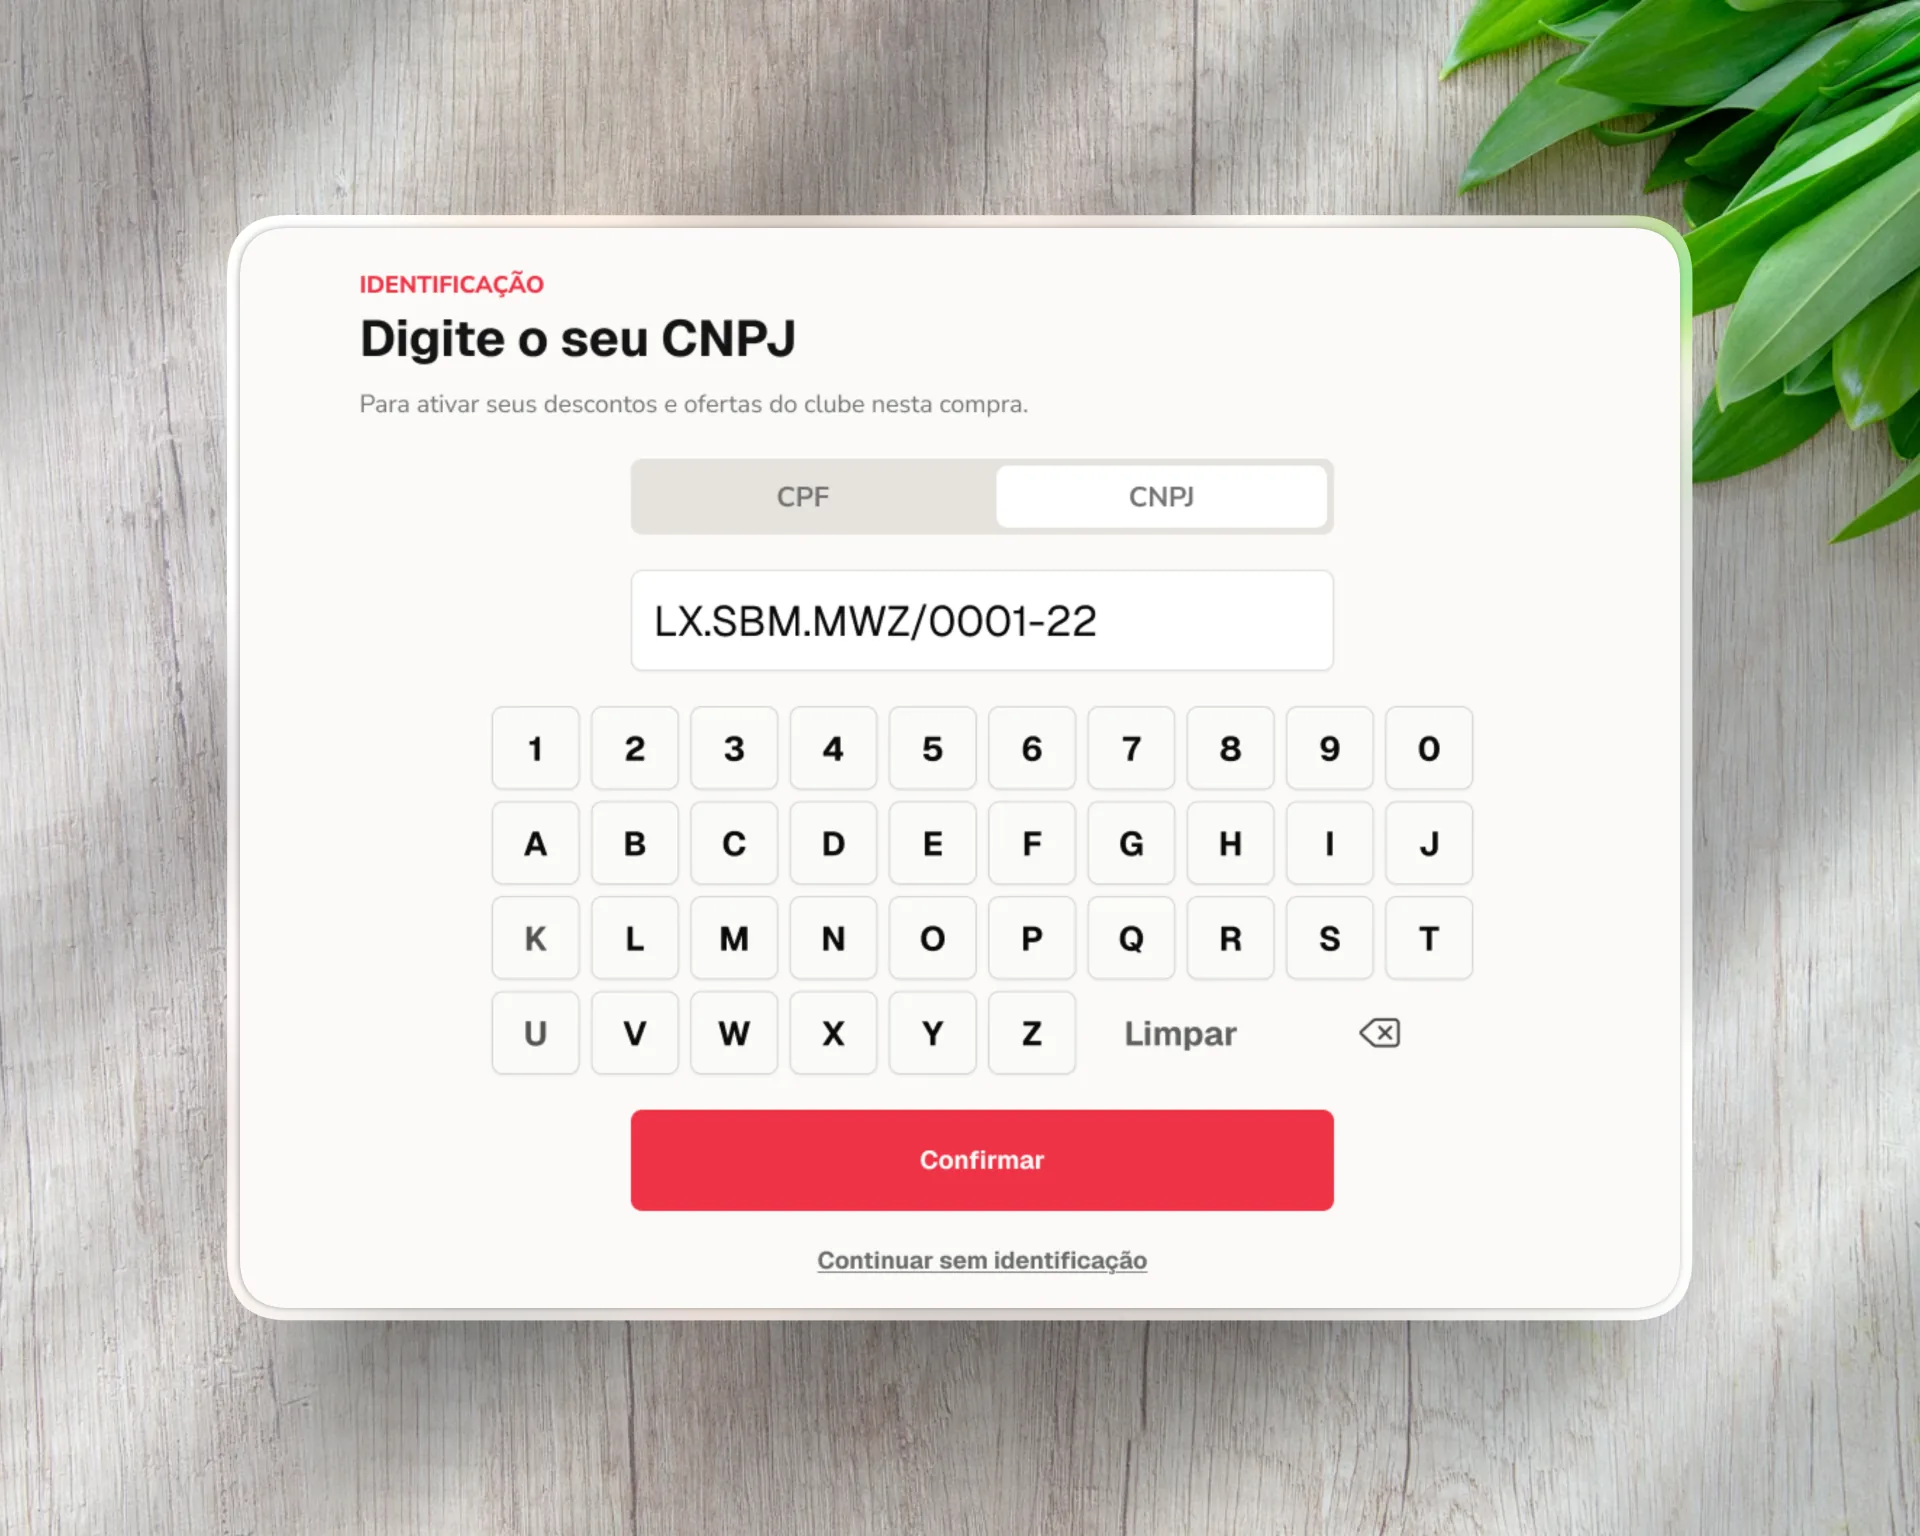 IDENTIFICAÇÃO
Digite o seu CNPJ
Para ativar seus descontos e ofertas do clube nesta compra.
CPF CNPJ
LX.SBM.MWZ/0001-22
1 2 3 4 5 6 7 8 9 0
A B C D E F G H I J
K L M N O P Q R S T
U V W X Y Z Limpar
Confirmar
Continuar sem identificação